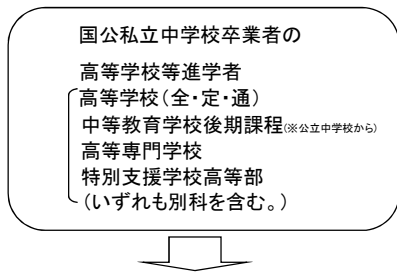 国公私立中学校卒業者の
高等学校等進学者
高等学校（全・定・通）
中等教育学校後期課程（※公立中学校から）
高等専門学校
特別支援学校高等部
（いずれも別科を含む。）